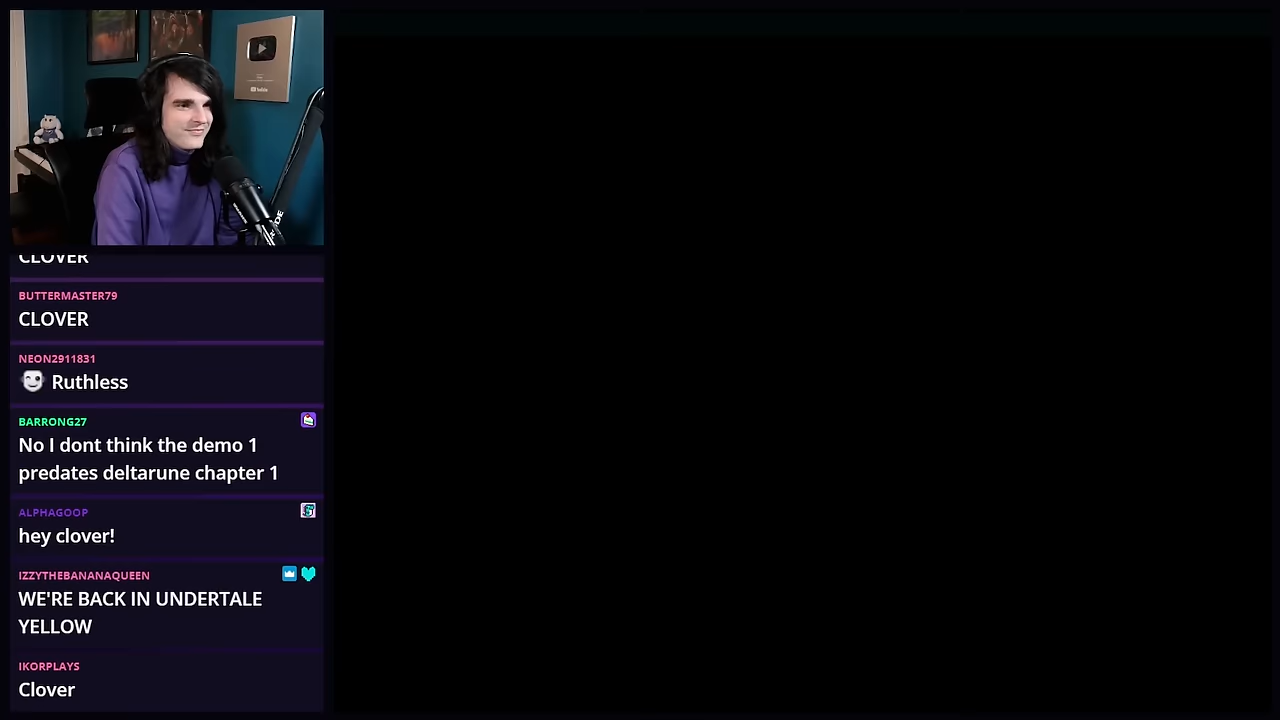 CLOVER
BUTTERMASTER79
CLOVER
NEON2911831
Ruthless
BARRONG27
No I dont think the demo 1
predates deltarune chapter 1
ALPHAGOOP
hey clover!
IZZYTHEBANANAQUEEN
WE'RE BACK IN UNDERTALE
YELLOW
IKORPLAYS
Clover